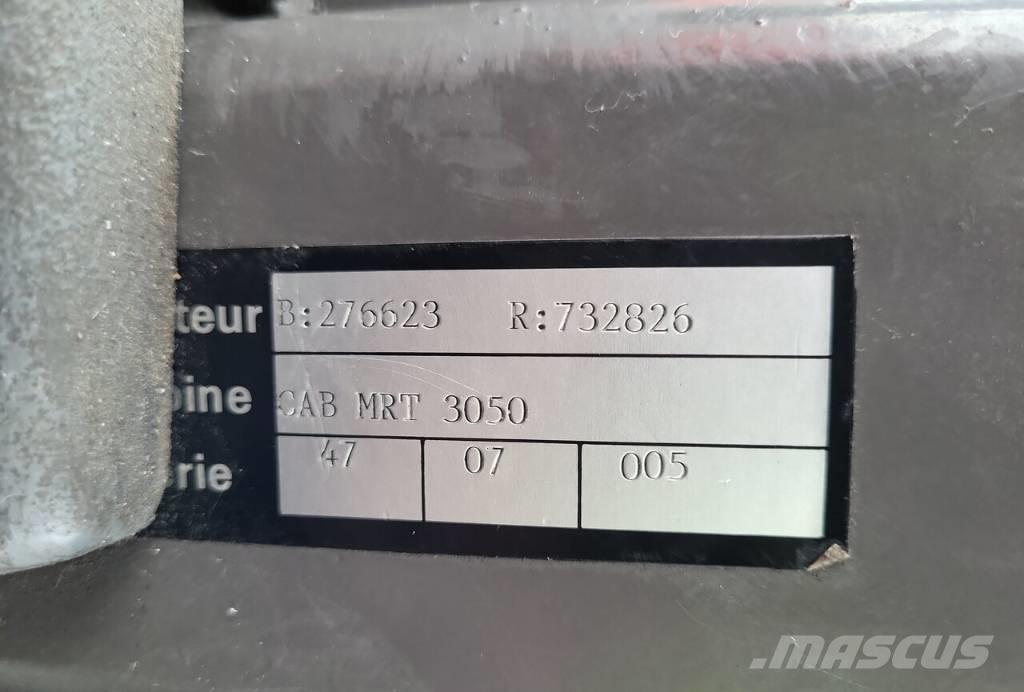 teur B:276623 R:732826
bine CAB MRT 3050
rie 47 07 005
MASCUS